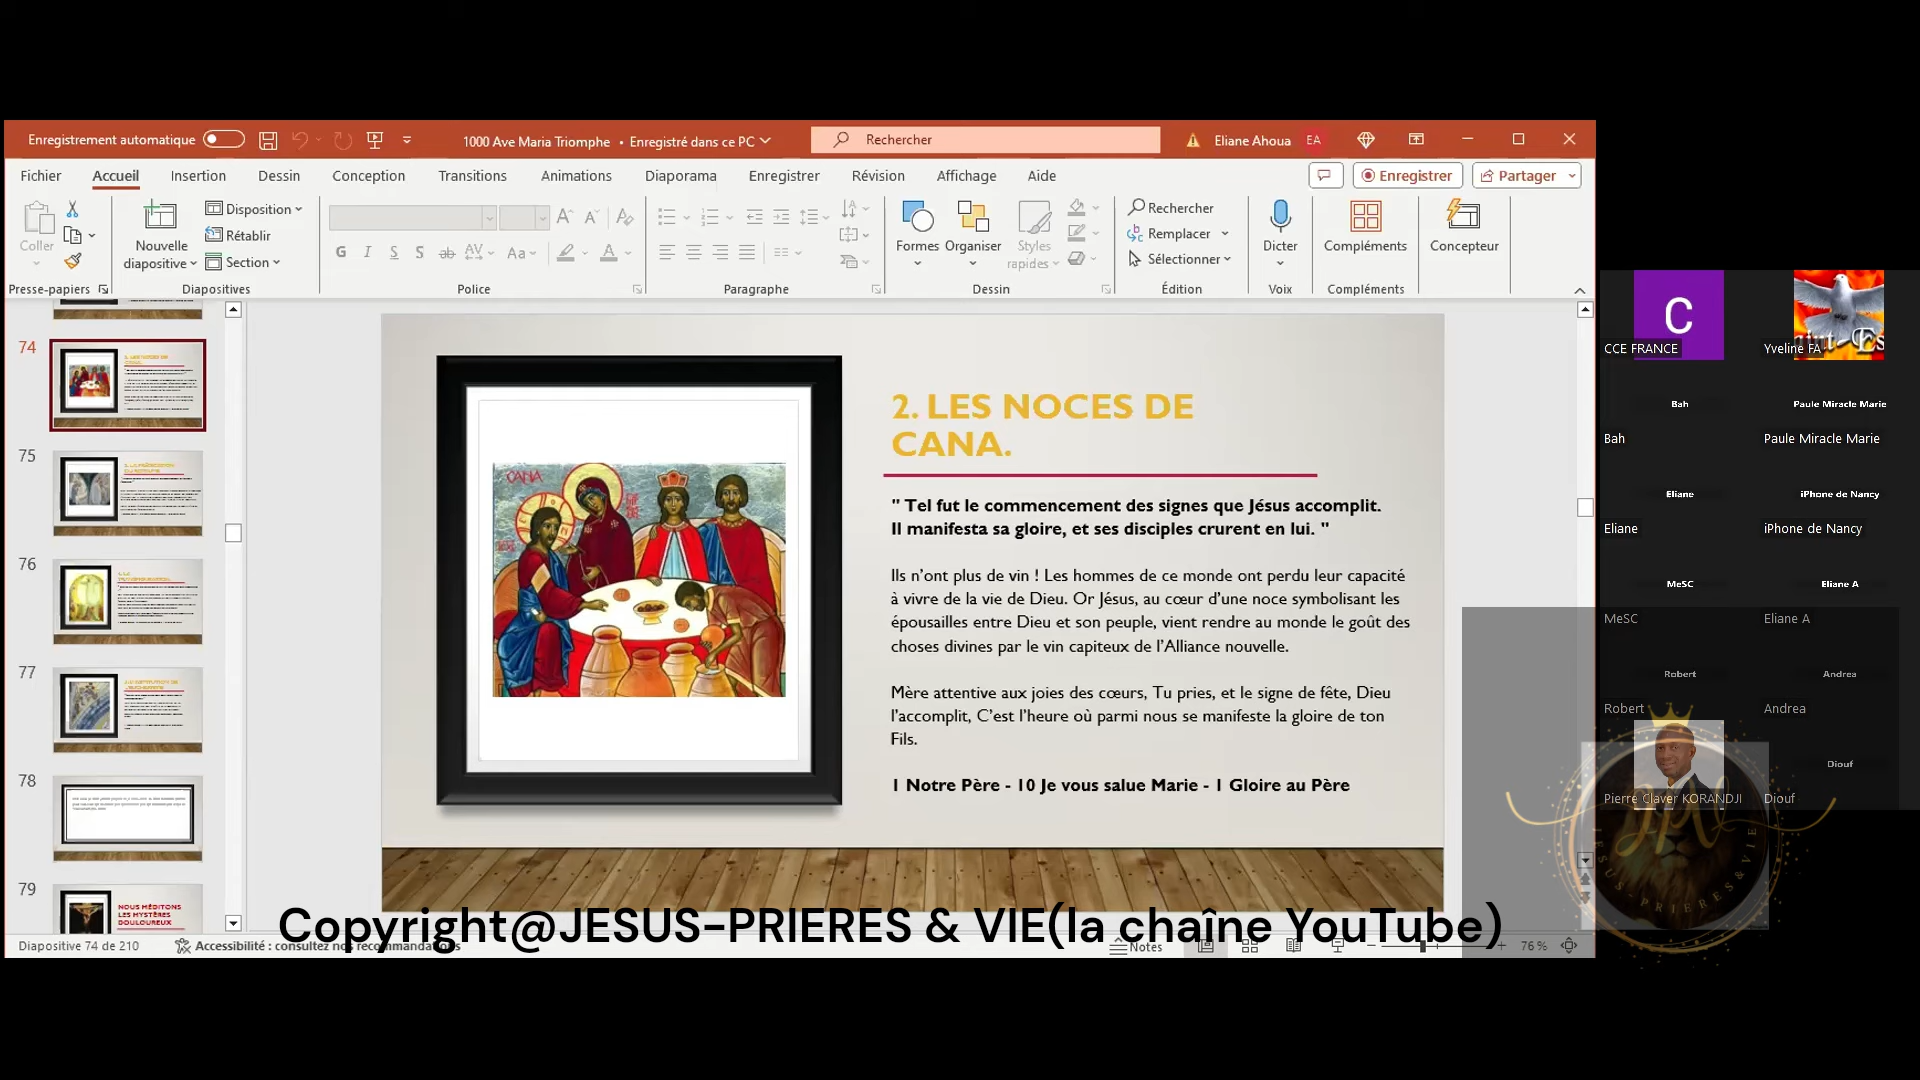 Enregistrement automatique
1000 Ave Maria Triomphe • Enregistré dans ce PC
Rechercher
Eliane Ahoua EA
Fichier Accueil Insertion Dessin Conception Transitions Animations Diaporama Enregistrer Révision Affichage Aide
Enregistrer Partager
Coller
Nouvelle diapositive
Disposition
Rétablir
Section
G I S S ab AV Aa A
Formes Organiser Styles rapides
Rechercher
Remplacer
Sélectionner
Dicter
Compléments
Concepteur
Presse-papiers Diapositives Police Paragraphe Dessin Édition Voix Compléments
74
75
76
77
78
79
NOUS MÉDITONS
LES MYSTÈRES
DOULOUREUX
CANA
2. LES NOCES DE
CANA.
" Tel fut le commencement des signes que Jésus accomplit.
Il manifesta sa gloire, et ses disciples crurent en lui. "
Ils n’ont plus de vin ! Les hommes de ce monde ont perdu leur capacité
à vivre de la vie de Dieu. Or Jésus, au cœur d’une noce symbolisant les
épousailles entre Dieu et son peuple, vient rendre au monde le goût des
choses divines par le vin capiteux de l’Alliance nouvelle.
Mère attentive aux joies des cœurs, Tu pries, et le signe de fête, Dieu
l’accomplit, C’est l’heure où parmi nous se manifeste la gloire de ton
Fils.
1 Notre Père - 10 Je vous salue Marie - 1 Gloire au Père
C
CCE FRANCE
Yveline FA
Bah
Paule Miracle Marie
Bah
Paule Miracle Marie
Eliane
iPhone de Nancy
Eliane
iPhone de Nancy
MeSC
Eliane A
MeSC
Eliane A
Robert
Andrea
Robert
Andrea
Diouf
Pierre Claver KORANDJI
Diouf
JPV
JESUS-PRIERES&VIE
Copyright@JESUS-PRIERES & VIE(la chaîne YouTube)
Diapositive 74 de 210
Accessibilité : consultez nos recommandations
Notes
76 %